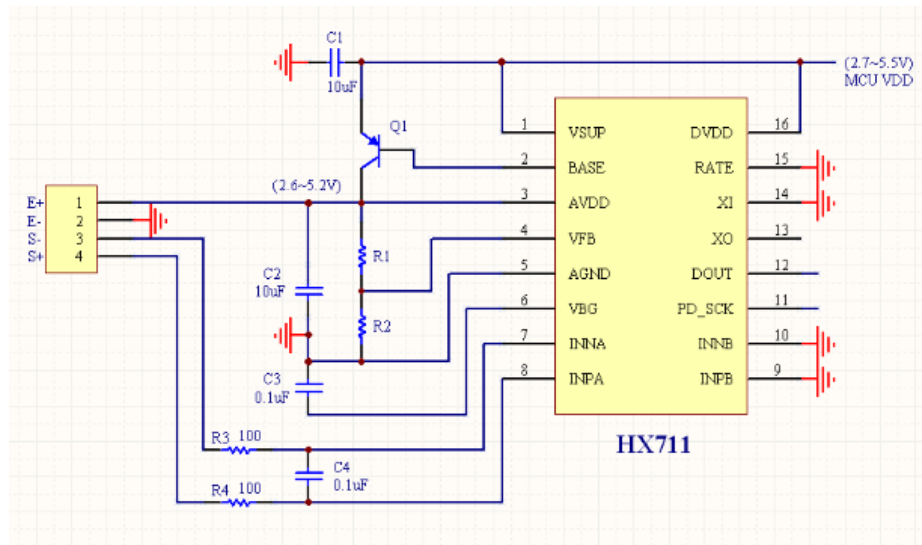 C1
10uF
(2.7~5.5V)
MCU VDD
Q1
1 VSUP DVDD 16
2 BASE RATE 15
(2.6~5.2V)
3 AVDD XI 14
E+ 1
E- 2
S- 3
S+ 4
4 VFB XO 13
R1
C2
10uF
5 AGND DOUT 12
6 VBG PD_SCK 11
R2
7 INNA INNB 10
8 INPA INPB 9
C3
0.1uF
R3 100
HX711
C4
0.1uF
R4 100